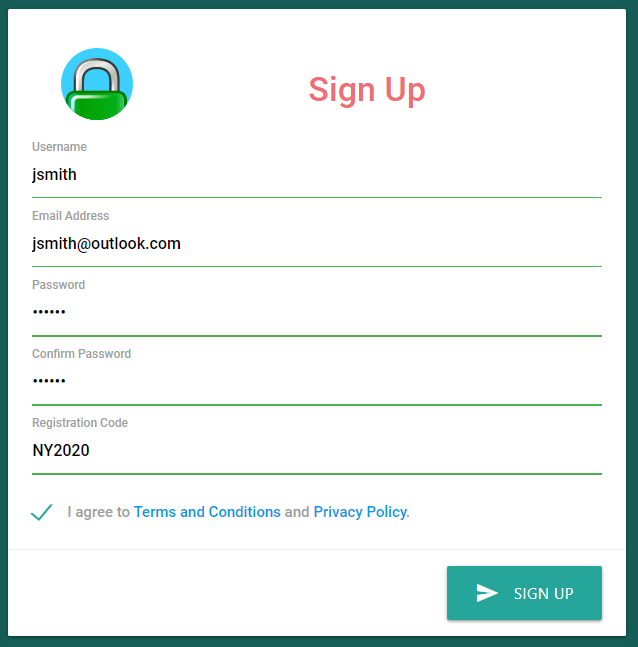 Sign Up
Username
jsmith
Email Address
jsmith@outlook.com
Password
••••••
Confirm Password
••••••
Registration Code
NY2020
I agree to Terms and Conditions and Privacy Policy.
SIGN UP